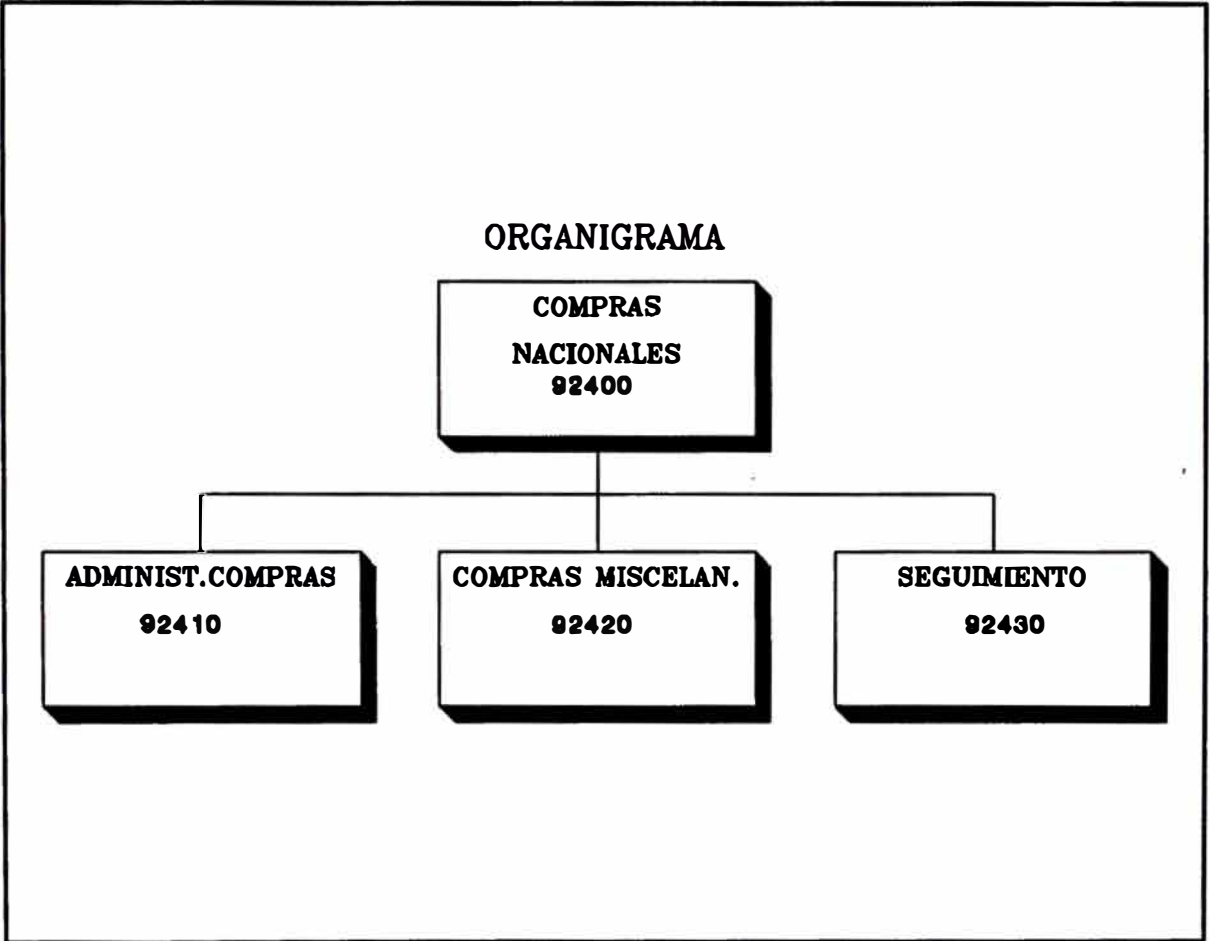 ORGANIGRAMA
COMPRAS
NACIONALES
92400
ADMINIST.COMPRAS
92410
COMPRAS MISCELAN.
92420
SEGUIMIENTO
92430